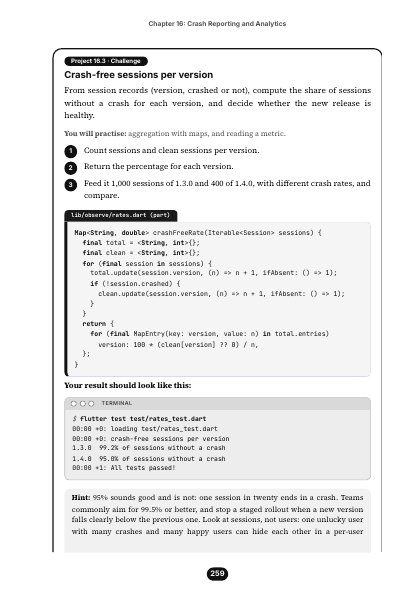 Chapter 16: Crash Reporting and Analytics
Project 16.3 · Challenge
Crash-free sessions per version
From session records (version, crashed or not), compute the share of sessions
without a crash for each version, and decide whether the new release is
healthy.
You will practise: aggregation with maps, and reading a metric.
1 Count sessions and clean sessions per version.
2 Return the percentage for each version.
3 Feed it 1,000 sessions of 1.3.0 and 400 of 1.4.0, with different crash rates, and
compare.
lib/observe/rates.dart (part)
Map<String, double> crashFreeRate(Iterable<Session> sessions) {
  final total = <String, int>{};
  final clean = <String, int>{};
  for (final session in sessions) {
    total.update(session.version, (n) => n + 1, ifAbsent: () => 1);
    if (!session.crashed) {
      clean.update(session.version, (n) => n + 1, ifAbsent: () => 1);
    }
  }
  return {
    for (final MapEntry(key: version, value: n) in total.entries)
      version: 100 * (clean[version] ?? 0) / n,
  };
}
Your result should look like this:
TERMINAL
$ flutter test test/rates_test.dart
00:00 +0: loading test/rates_test.dart
00:00 +0: crash-free sessions per version
1.3.0  99.2% of sessions without a crash
1.4.0  95.0% of sessions without a crash
00:00 +1: All tests passed!
Hint: 95% sounds good and is not: one session in twenty ends in a crash. Teams
commonly aim for 99.5% or better, and stop a staged rollout when a new version
falls clearly below the previous one. Look at sessions, not users: one unlucky user
with many crashes and many happy users can hide each other in a per-user
259